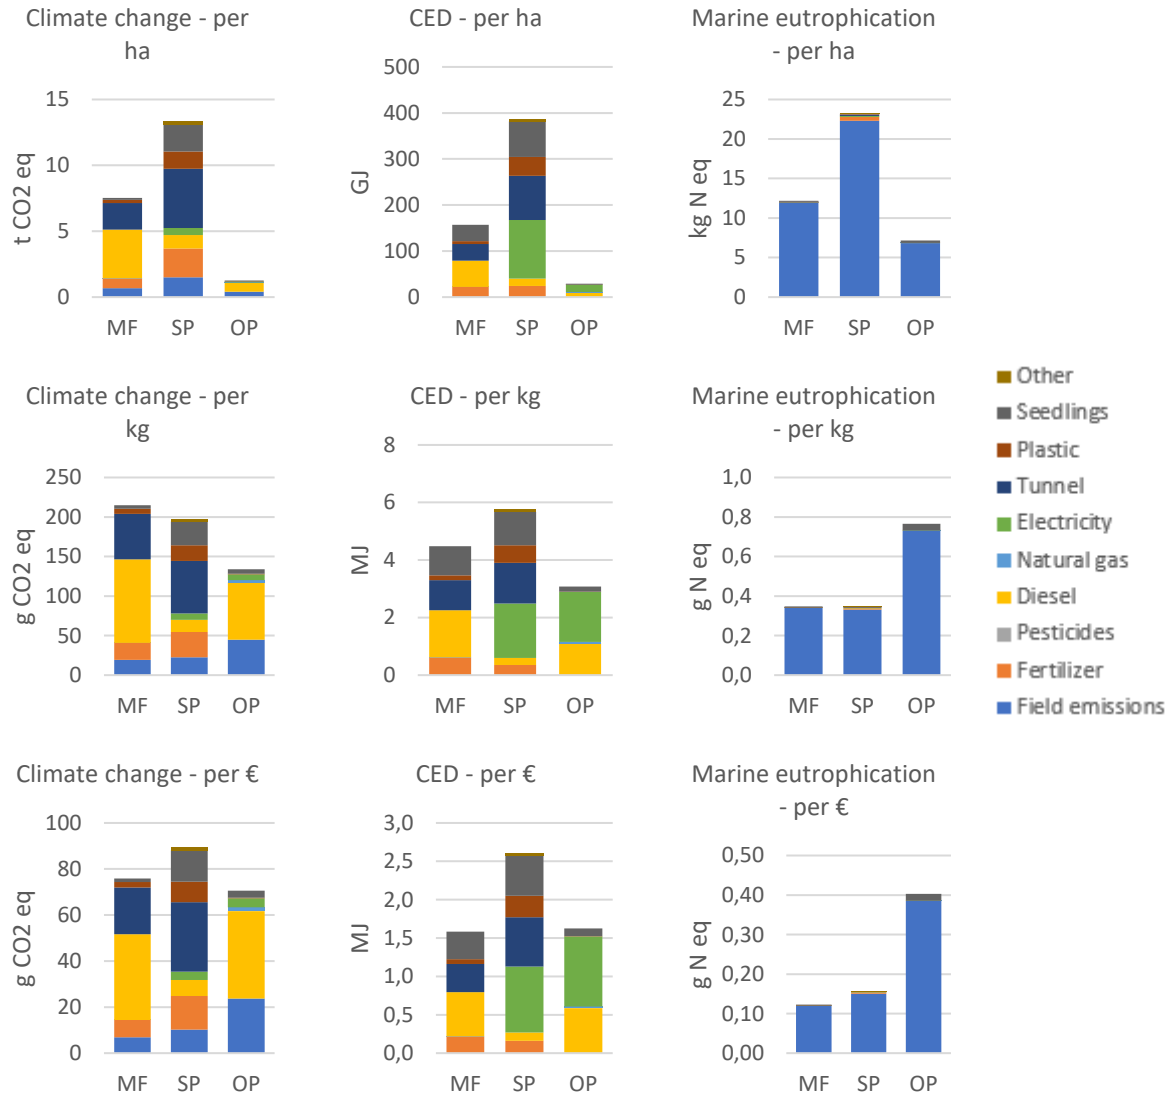 Climate change - per
ha
t CO2 eq
15
10
5
0
MF SP OP
CED - per ha
GJ
500
400
300
200
100
0
MF SP OP
Marine eutrophication
- per ha
kg N eq
25
20
15
10
5
0
MF SP OP
Climate change - per
kg
g CO2 eq
250
200
150
100
50
0
MF SP OP
CED - per kg
MJ
8
6
4
2
0
MF SP OP
Marine eutrophication
- per kg
g N eq
1,0
0,8
0,6
0,4
0,2
0,0
MF SP OP
Other
Seedlings
Plastic
Tunnel
Electricity
Natural gas
Diesel
Pesticides
Fertilizer
Field emissions
Climate change - per €
g CO2 eq
100
80
60
40
20
0
MF SP OP
CED - per €
MJ
3,0
2,5
2,0
1,5
1,0
0,5
0,0
MF SP OP
Marine eutrophication
- per €
g N eq
0,50
0,40
0,30
0,20
0,10
0,00
MF SP OP